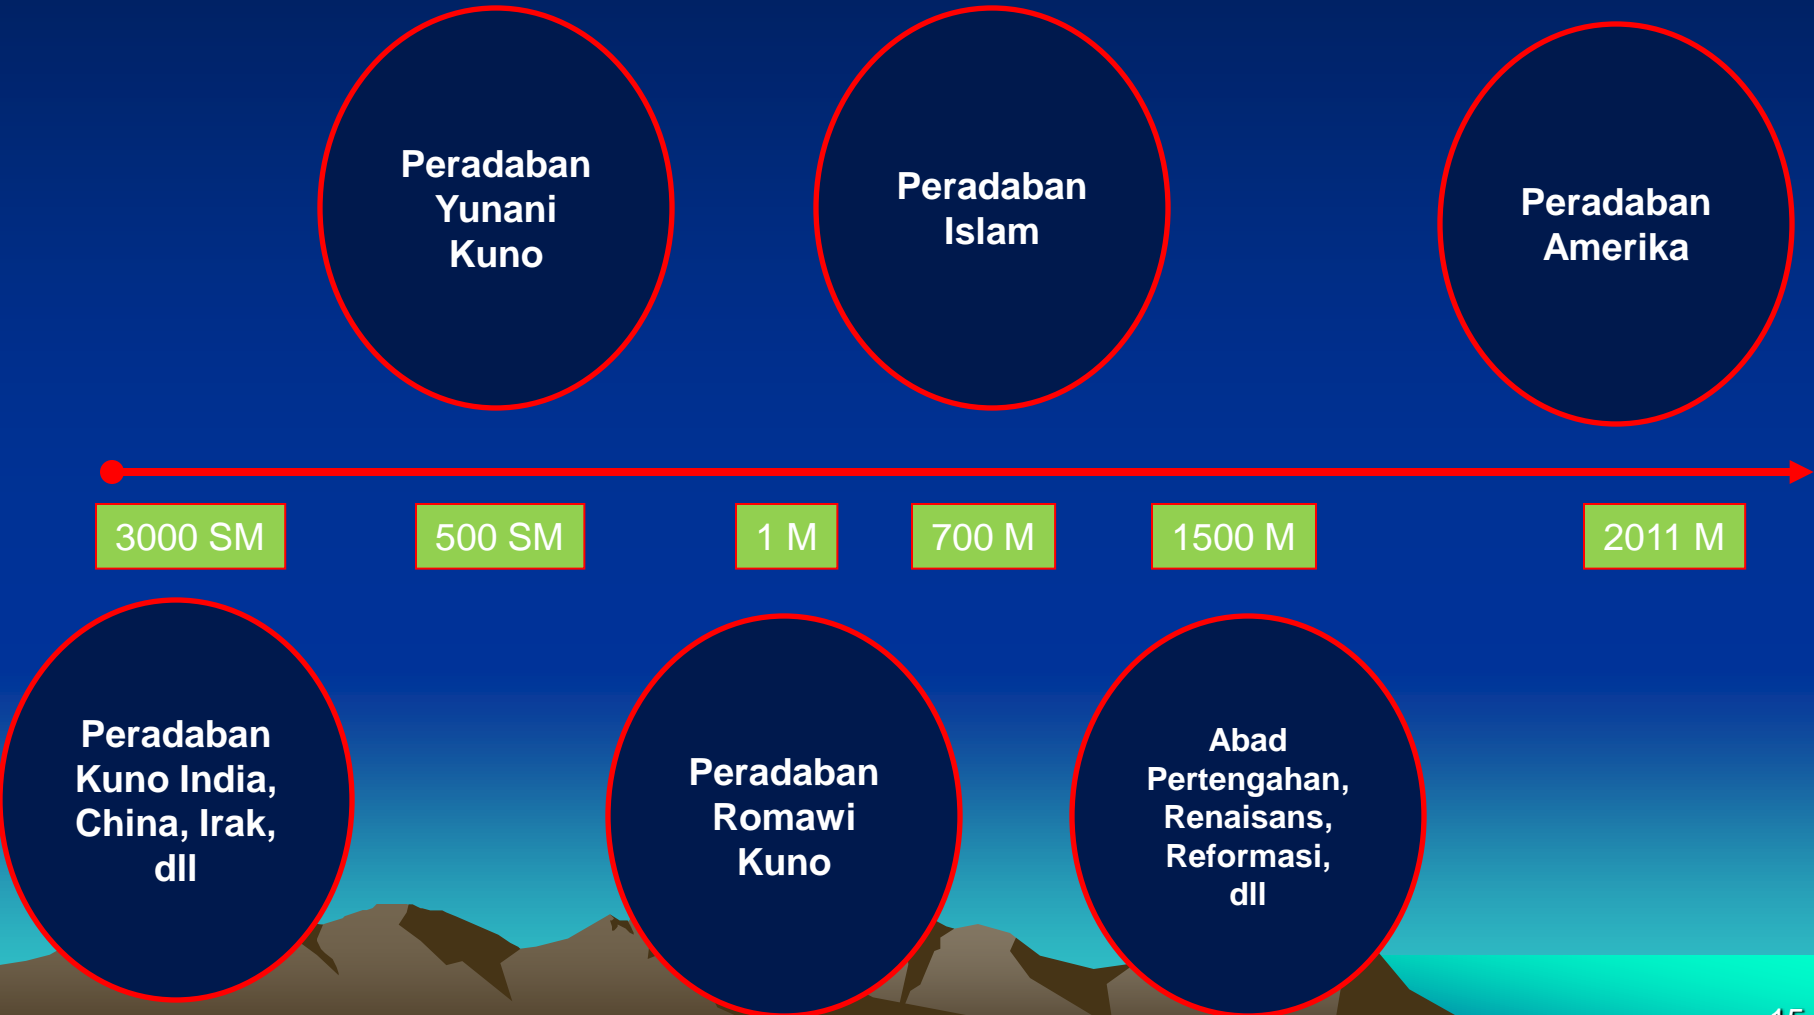 Peradaban
Yunani
Kuno
Peradaban
Islam
Peradaban
Amerika
3000 SM
500 SM
1 M
700 M
1500 M
2011 M
Peradaban
Kuno India,
China, Irak,
dll
Peradaban
Romawi
Kuno
Abad
Pertengahan,
Renaisans,
Reformasi,
dll